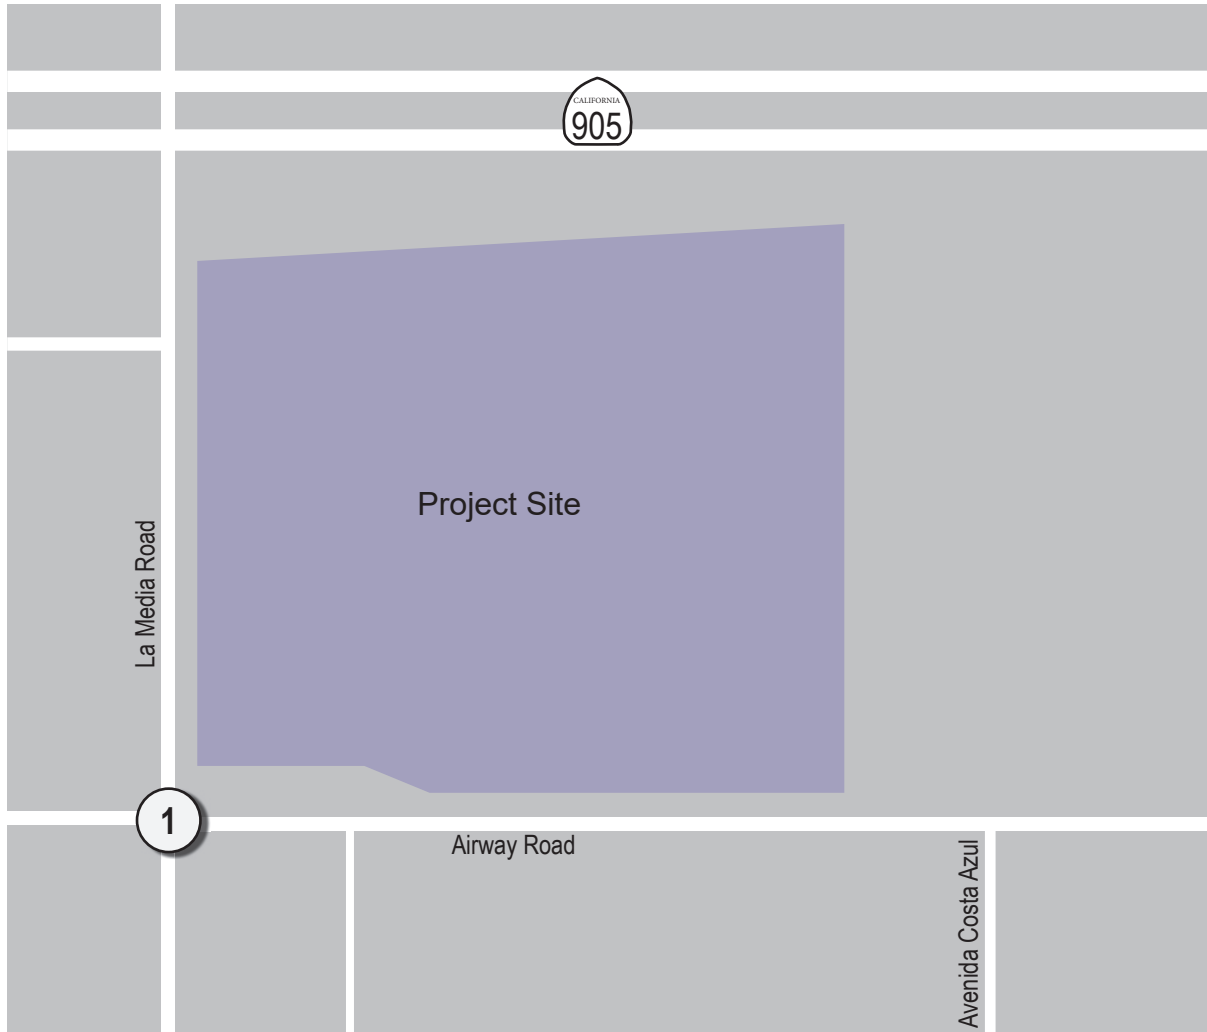 CALIFORNIA
905
Project Site
La Media Road
1
Airway Road
Avenida Costa Azul